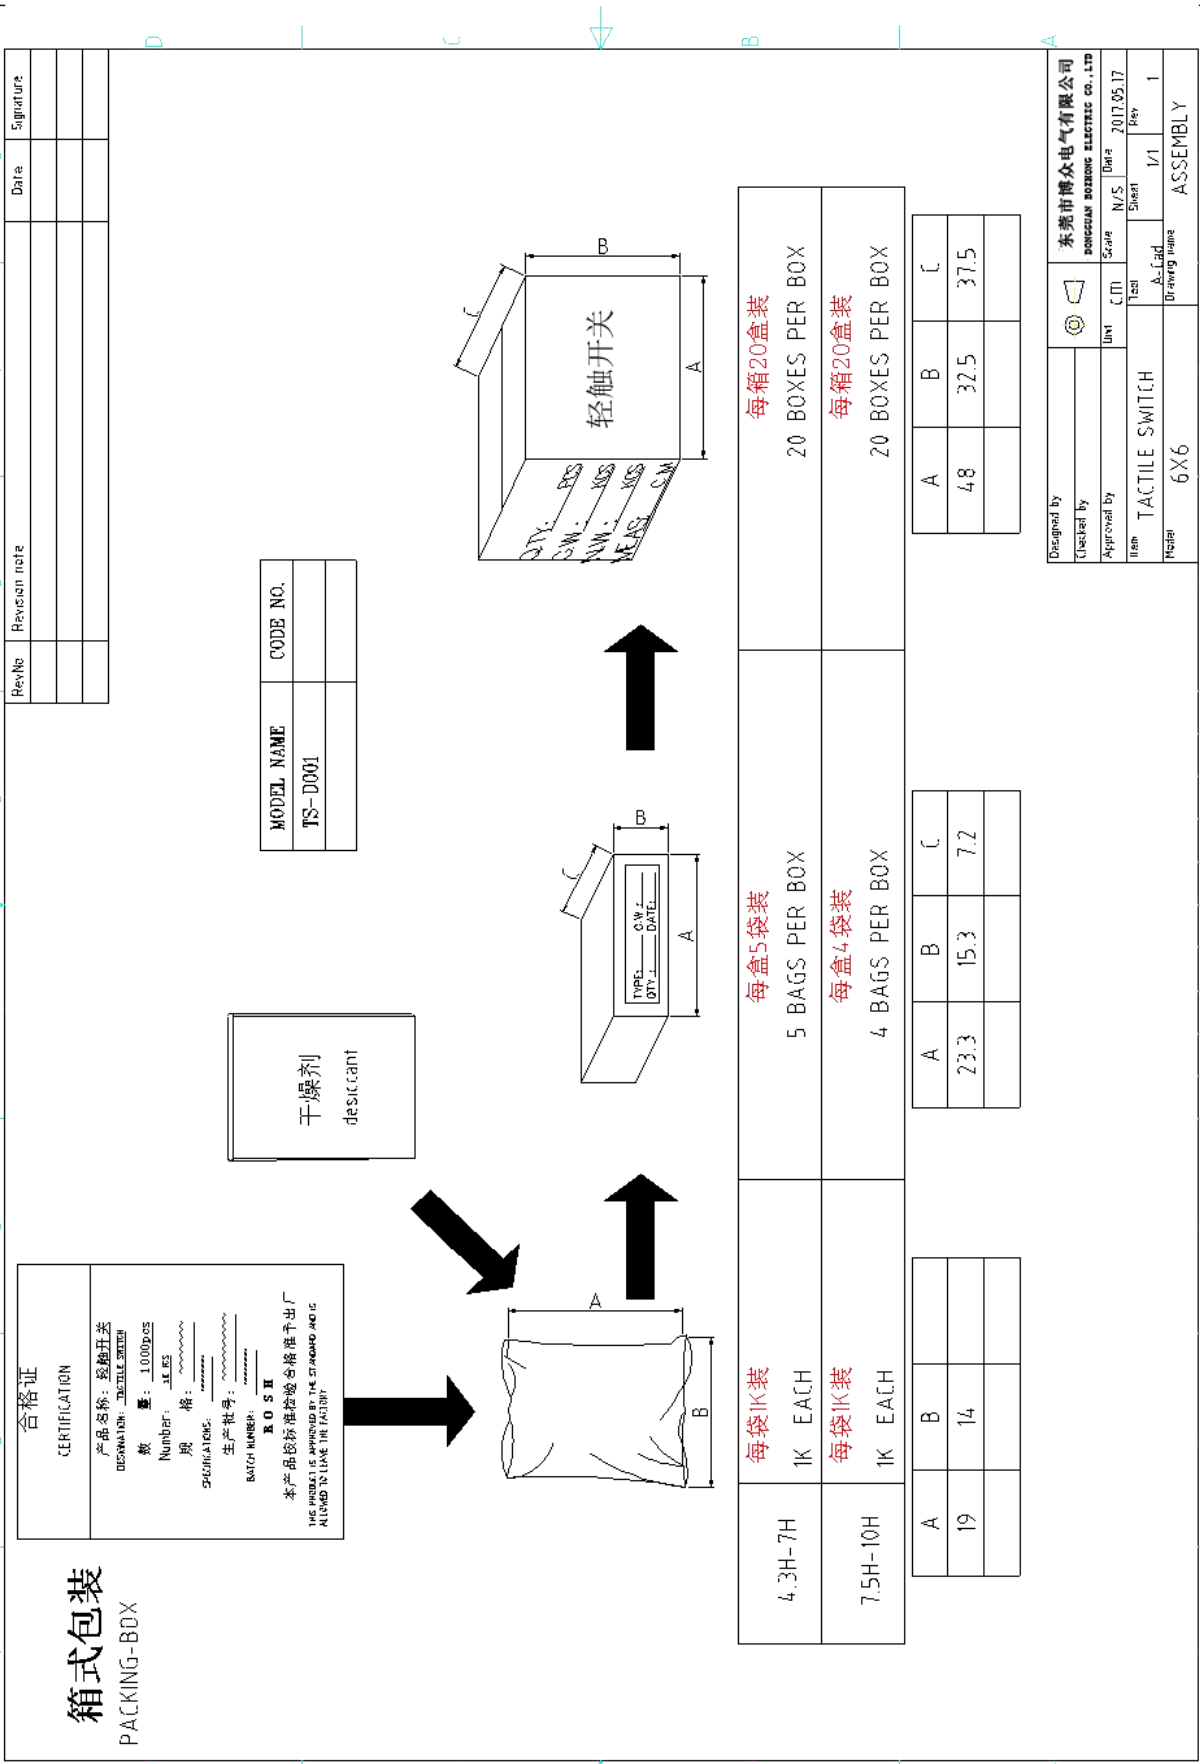 箱式包装
PACKING-BOX
合格证
CERTIFICATION
产品名称: 轻触开关
DESIGNATION: TACTILE SWITCH
数 量: 1000pcs
Number: 1K PCS
规 格:
SPECIFICATIONS:
生产批号:
BATCH NUMBER:
ROSH
本产品按标准检验合格准予出厂
THIS PRODUCT IS APPROVED BY THE STANDARD AND IS
ALLOWED TO LEAVE THE FACTORY
干燥剂
desiccant
MODEL NAME CODE NO.
TS-D001
RevNo Revision note Date Signature
A
B
TYPE: G.W.:
QTY.: DATE:
A
B
C
轻触开关
QTY. PCS
G.W. KGS
N.W. KGS
MEAS. CM
A
B
C
4.3H-7H
每袋1K装
1K EACH
每盒5袋装
5 BAGS PER BOX
每箱20盒装
20 BOXES PER BOX
7.5H-10H
每袋1K装
1K EACH
每盒4袋装
4 BAGS PER BOX
每箱20盒装
20 BOXES PER BOX
A B
19 14
A B C
23.3 15.3 7.2
A B C
48 32.5 37.5
Designed by
Checked by
Approved by
东莞市博众电气有限公司
DONGGUAN BOZHONG ELECTRIC CO.,LTD
Unit cm Scale N/S Date 2017.05.17
Item TACTILE SWITCH
Tool A-Cad Sheet 1/1 Rev 1
Model 6X6
Drawing name ASSEMBLY
D
C
B
A